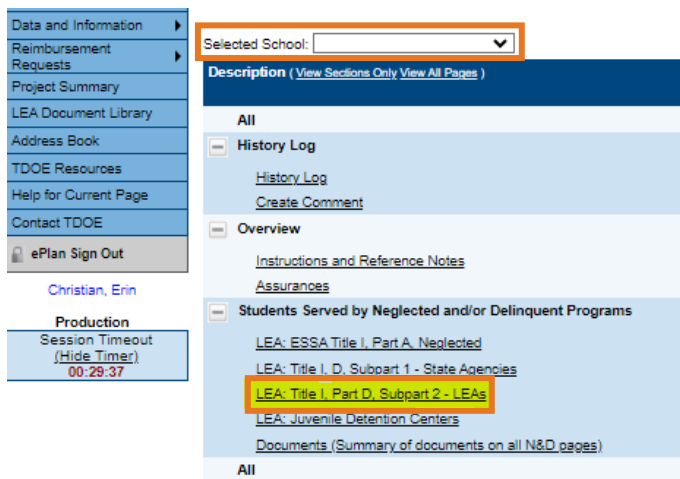 Data and Information
Reimbursement
Requests
Project Summary
LEA Document Library
Address Book
TDOE Resources
Help for Current Page
Contact TDOE
ePlan Sign Out
Christian, Erin
Production
Session Timeout
(Hide Timer)
00:29:37
Selected School:
Description ( View Sections Only View All Pages )
All
History Log
History Log
Create Comment
Overview
Instructions and Reference Notes
Assurances
Students Served by Neglected and/or Delinquent Programs
LEA: ESSA Title I, Part A, Neglected
LEA: Title I, D, Subpart 1 - State Agencies
LEA: Title I, Part D, Subpart 2 - LEAs
LEA: Juvenile Detention Centers
Documents (Summary of documents on all N&D pages)
All